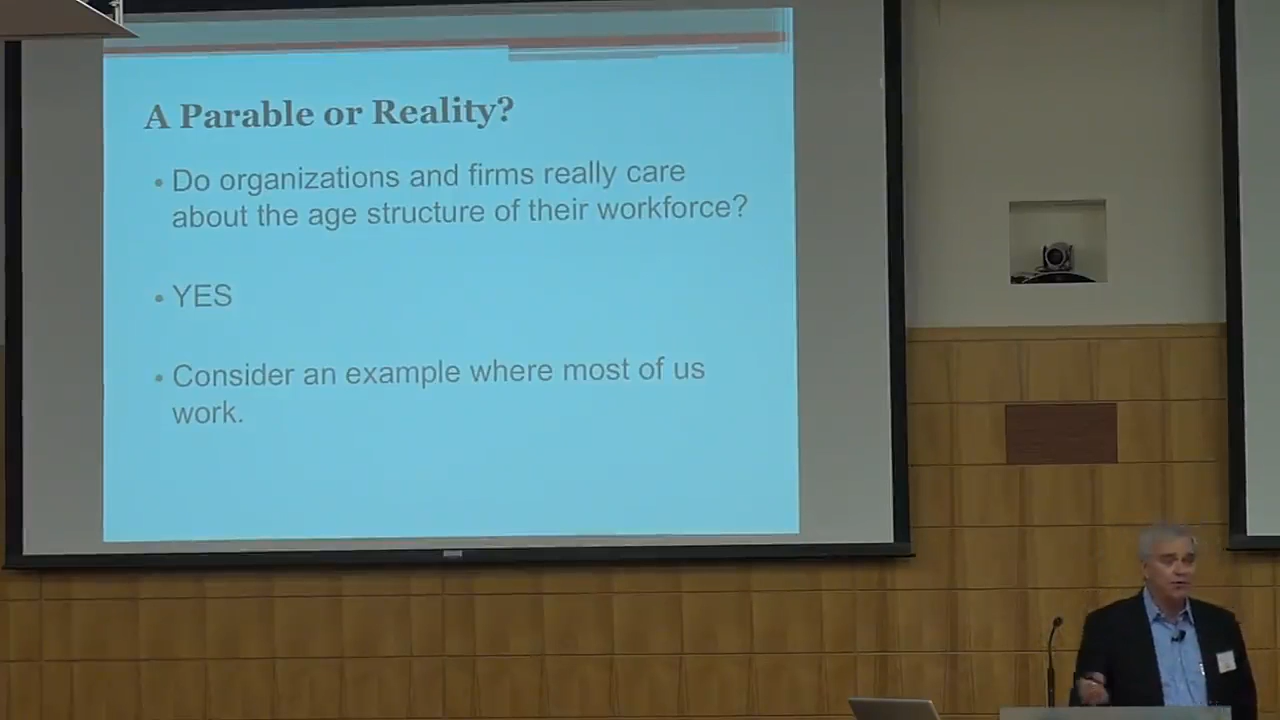 A Parable or Reality?
• Do organizations and firms really care
about the age structure of their workforce?
• YES
• Consider an example where most of us
work.